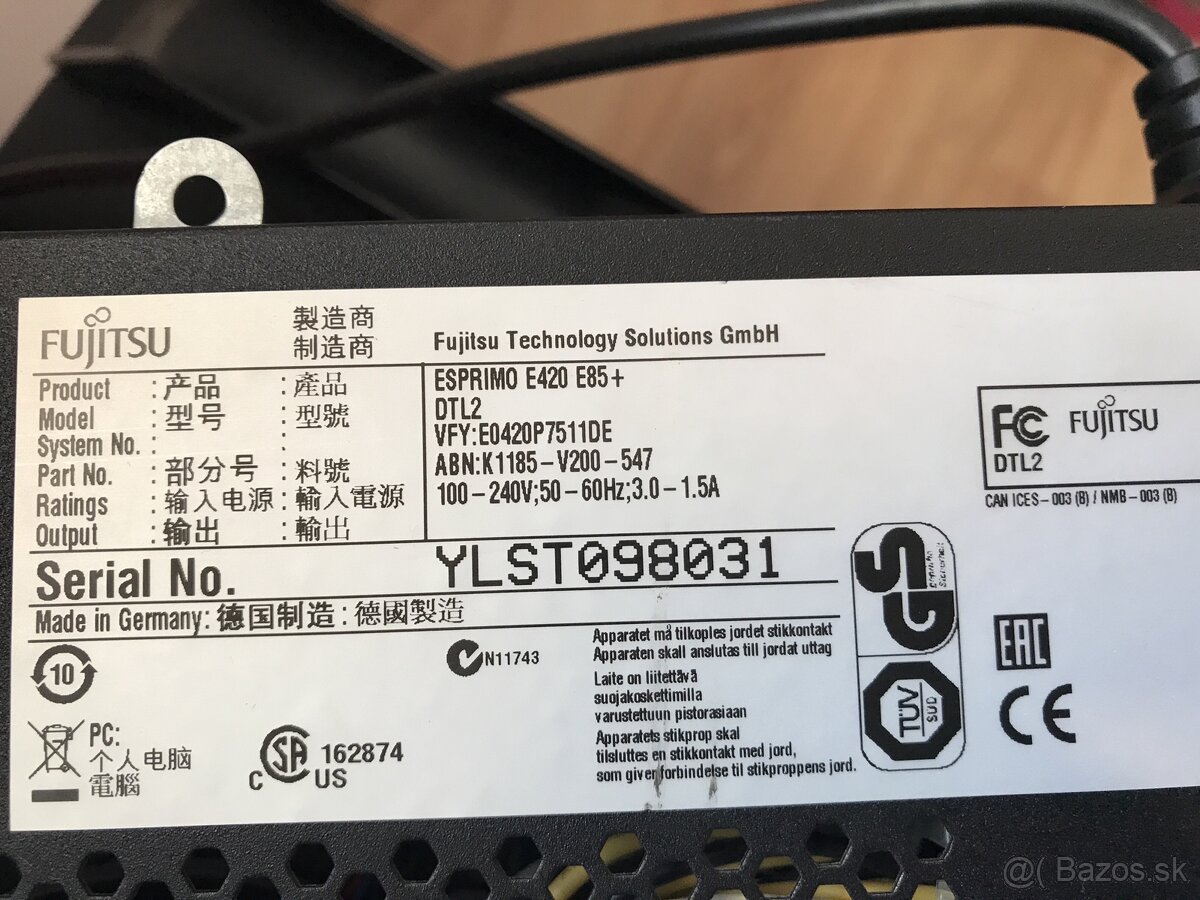 FUJITSU
製造商
制造商
Fujitsu Technology Solutions GmbH
Product : 产品 : 產品 ESPRIMO E420 E85+
Model : 型号 : 型號 DTL2
System No. : : VFY:E0420P7511DE
Part No. : 部分号 : 料號 ABN:K1185-V200-547
Ratings : 输入电源 : 輸入電源 100-240V;50-60Hz;3.0-1.5A
Output : 输出 : 輸出
Serial No. YLST098031
Made in Germany: 德国制造 : 德國製造
FC FUJITSU
DTL2
CAN ICES-003 (B) / NMB-003 (B)
10
N11743
PC:
个人电脑
電腦
C SA US 162874
Apparatet må tilkoples jordet stikkontakt
Apparaten skall anslutas till jordat uttag
Laite on liitettävä
suojakoskettimilla
varustettuun pistorasiaan
Apparatets stikprop skal
tilsluttes en stikkontakt med jord,
som giver forbindelse til stikproppens jord.
GS
TÜV
SÜD
EAC
CE
@( Bazos.sk